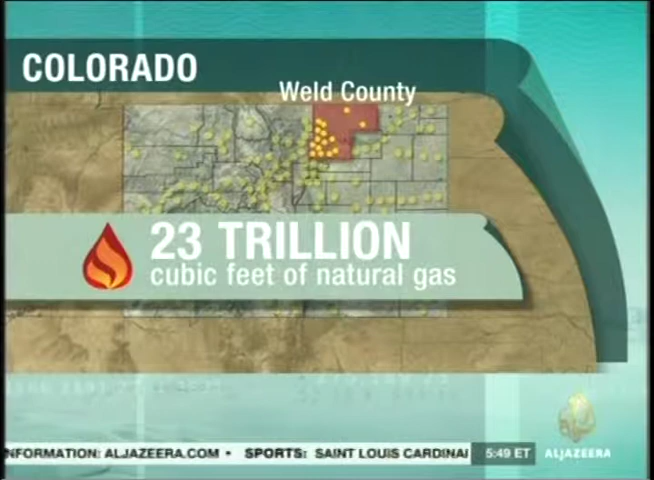 COLORADO
Weld County
23 TRILLION
cubic feet of natural gas
NFORMATION: ALJAZEERA.COM • SPORTS: SAINT LOUIS CARDINAL
5:49 ET
ALJAZEERA